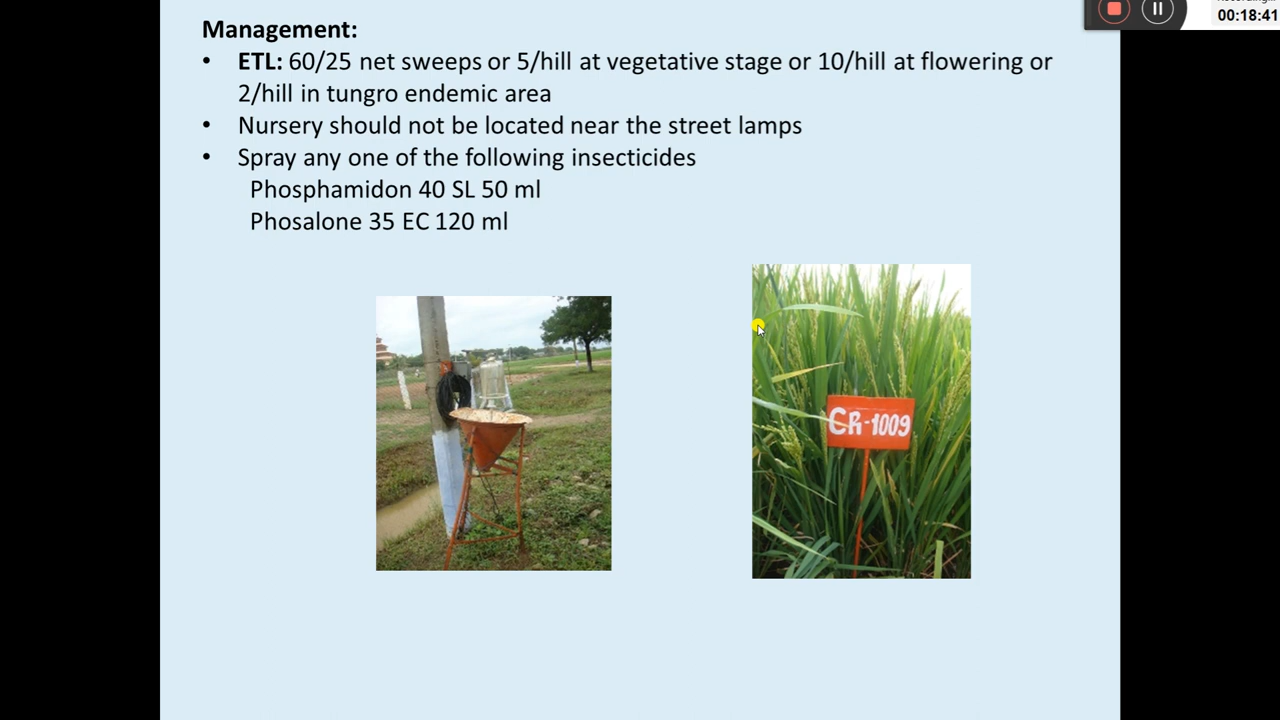 00:18:41
Management:
• ETL: 60/25 net sweeps or 5/hill at vegetative stage or 10/hill at flowering or
2/hill in tungro endemic area
• Nursery should not be located near the street lamps
• Spray any one of the following insecticides
Phosphamidon 40 SL 50 ml
Phosalone 35 EC 120 ml
CR-1009